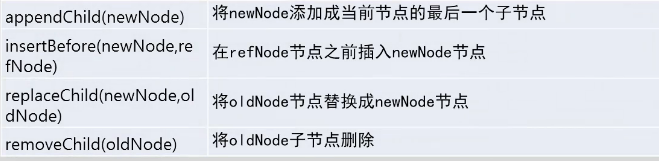 appendChild(newNode)
将newNode添加成当前节点的最后一个子节点
insertBefore(newNode,re
fNode)
在refNode节点之前插入newNode节点
replaceChild(newNode,ol
dNode)
将oldNode节点替换成newNode节点
removeChild(oldNode)
将oldNode子节点删除